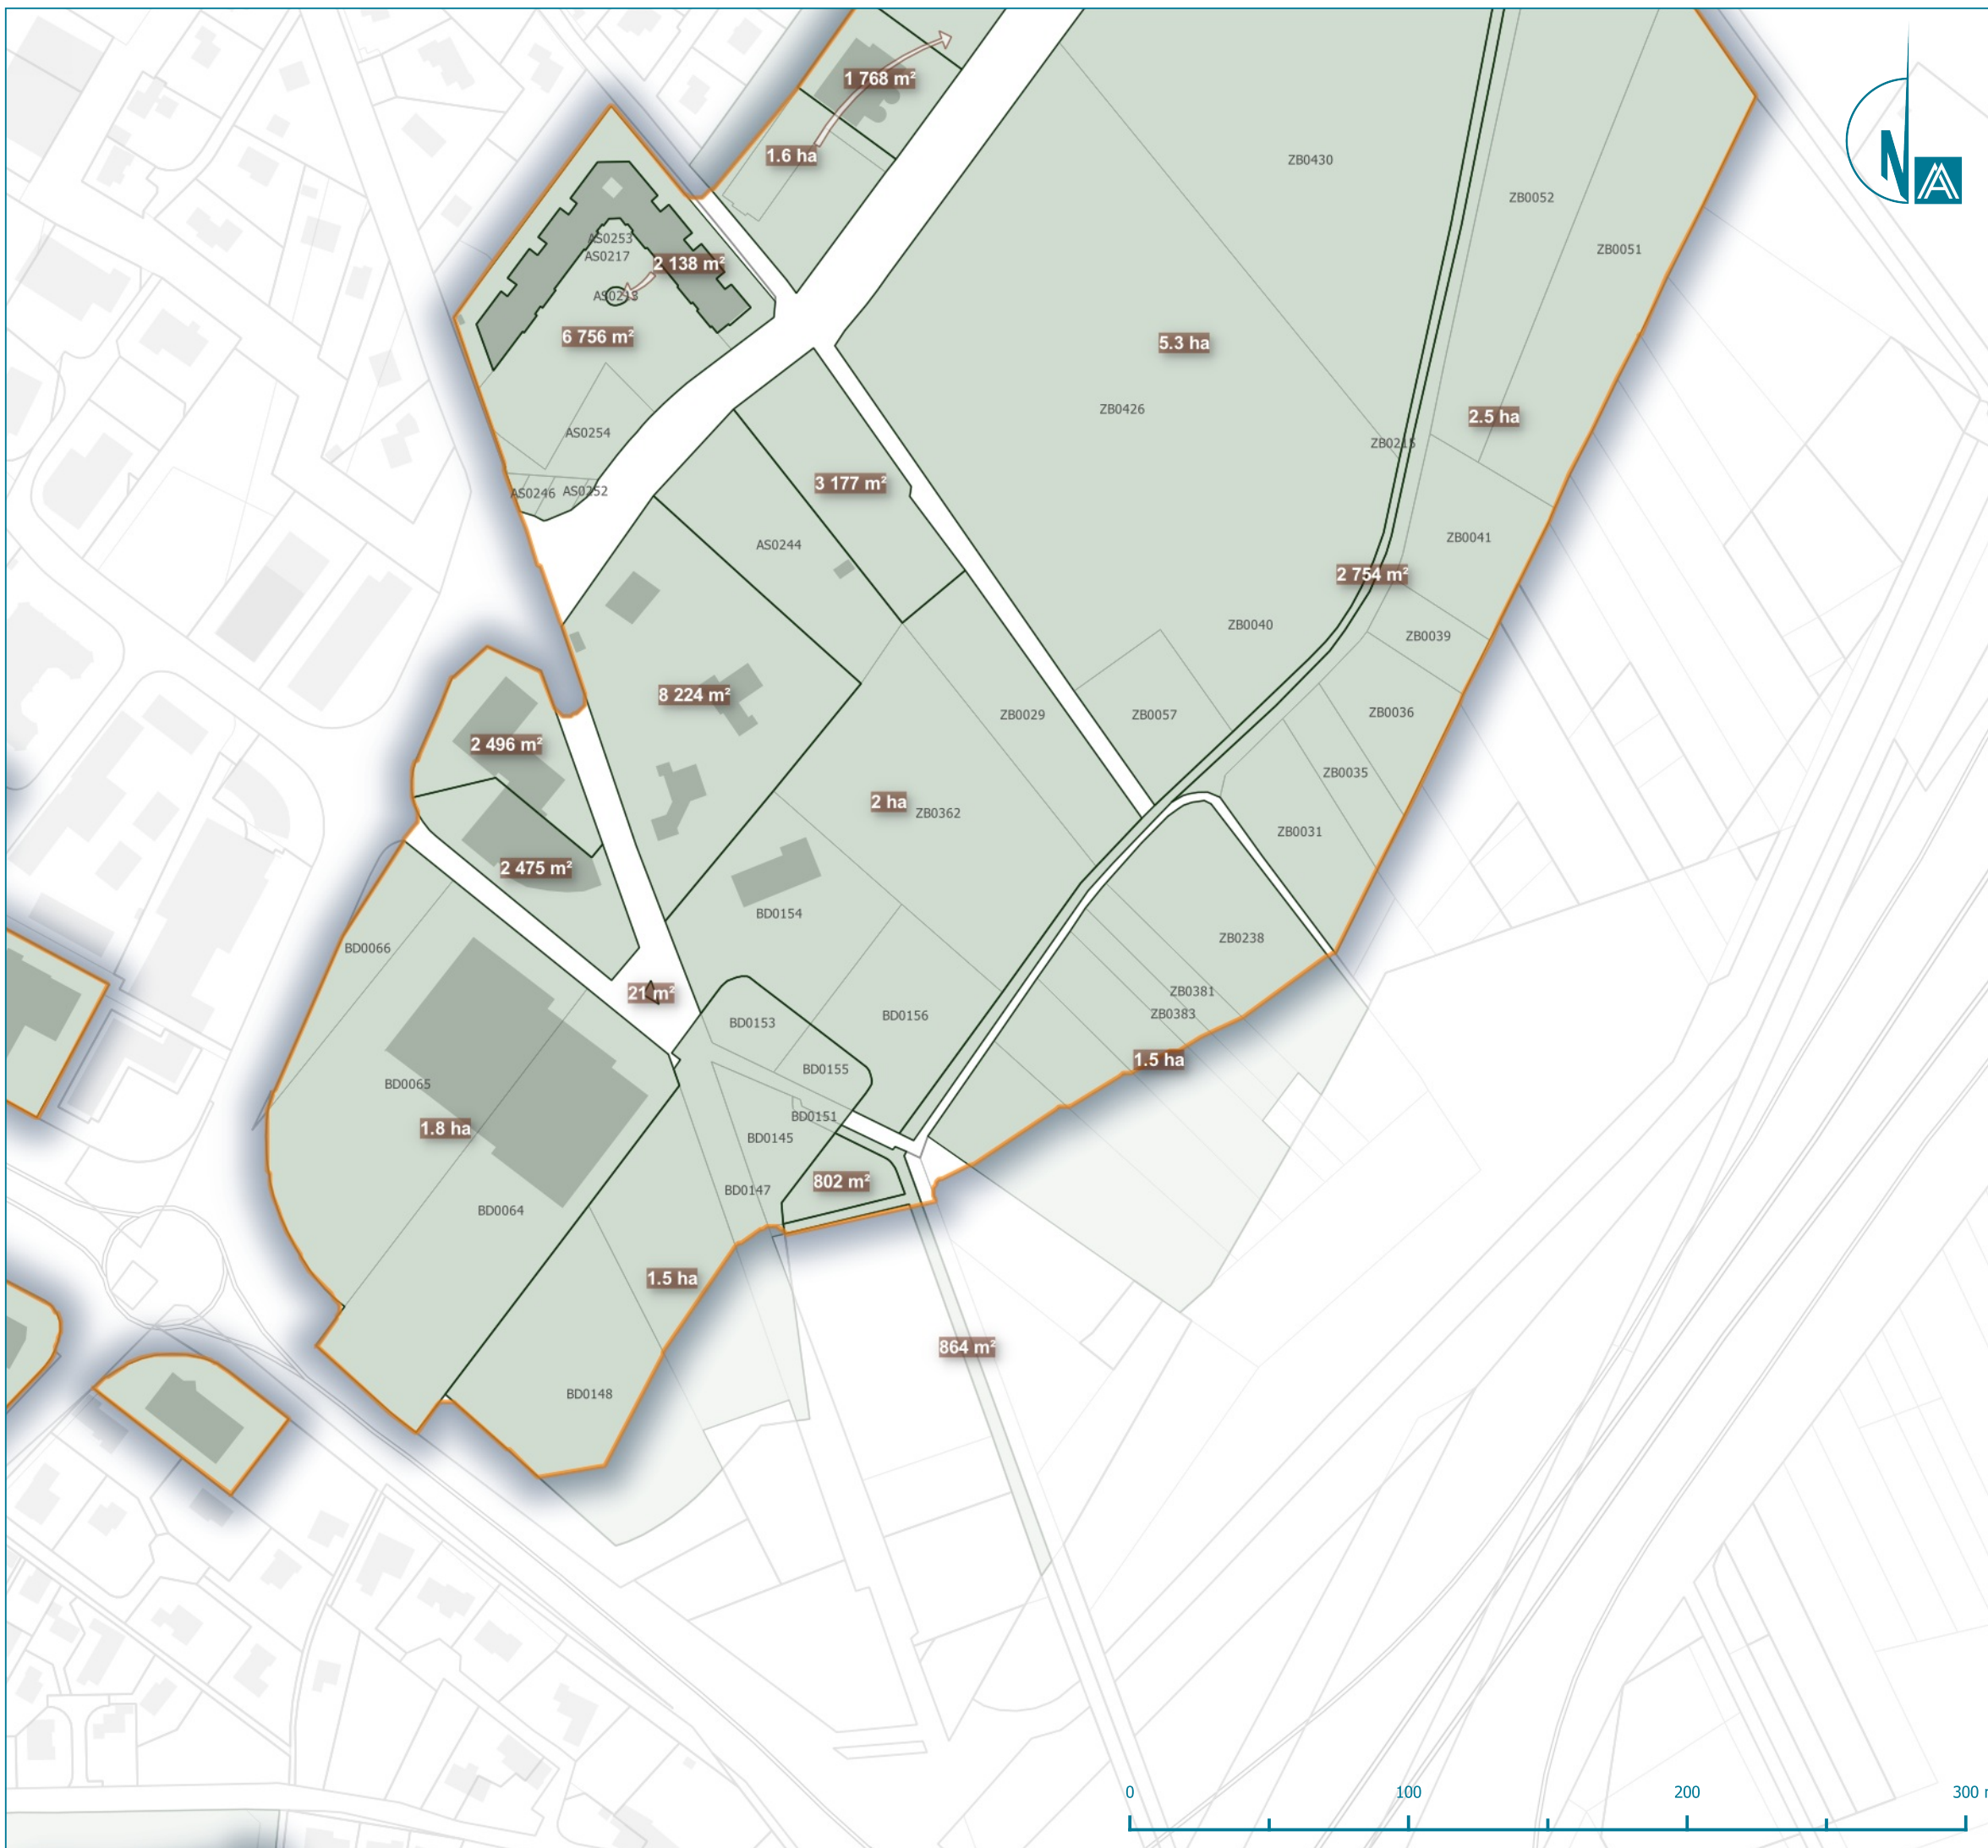 1 768 m²
N
1.6 ha
ZB0430
ZB0052
AS0253
ZB0051
AS0217
2 138 m²
6 756 m²
5.3 ha
ZB0426
2.5 ha
AS0254
ZB0215
3 177 m²
AS0246
AS0252
ZB0041
AS0244
2 754 m²
ZB0040
ZB0039
8 224 m²
ZB0029
ZB0057
ZB0036
2 496 m²
ZB0035
2 ha
ZB0362
ZB0031
2 475 m²
BD0154
BD0066
ZB0238
21 m²
ZB0381
BD0156
ZB0383
BD0153
1.5 ha
BD0155
BD0065
BD0151
1.8 ha
BD0145
802 m²
BD0147
BD0064
1.5 ha
864 m²
BD0148
0
100
200
300